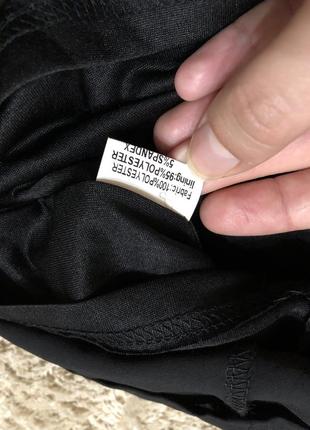 Fabric:100%POLYESTER
lining:95%POLYESTER
5%SPANDEX